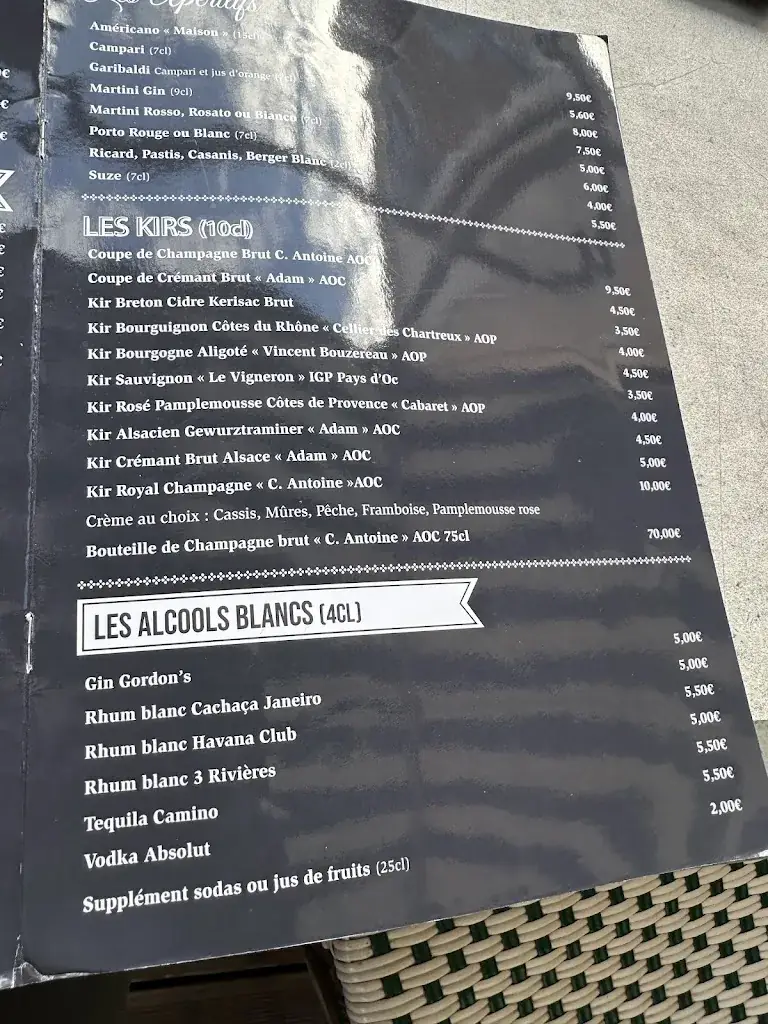 Les Apéritifs
Américano « Maison » (15cl) 9,50€
Campari (7cl) 5,60€
Garibaldi Campari et jus d'orange (7cl) 8,00€
Martini Gin (9cl) 7,50€
Martini Rosso, Rosato ou Bianco (7cl) 5,00€
Porto Rouge ou Blanc (7cl) 6,00€
Ricard, Pastis, Casanis, Berger Blanc (2cl) 4,00€
Suze (7cl) 5,50€
LES KIRS (10cl)
Coupe de Champagne Brut C. Antoine AOC 9,50€
Coupe de Crémant Brut « Adam » AOC 4,50€
Kir Breton Cidre Kerisac Brut 3,50€
Kir Bourguignon Côtes du Rhône « Cellier des Chartreux » AOP 4,00€
Kir Bourgogne Aligoté « Vincent Bouzereau » AOP 4,50€
Kir Sauvignon « Le Vigneron » IGP Pays d'Oc 3,50€
Kir Rosé Pamplemousse Côtes de Provence « Cabaret » AOP 4,00€
Kir Alsacien Gewurztraminer « Adam » AOC 4,50€
Kir Crémant Brut Alsace « Adam » AOC 5,00€
Kir Royal Champagne « C. Antoine »AOC 10,00€
Crème au choix : Cassis, Mûres, Pêche, Framboise, Pamplemousse rose
Bouteille de Champagne brut « C. Antoine » AOC 75cl 70,00€
LES ALCOOLS BLANCS (4CL)
Gin Gordon's 5,00€
Rhum blanc Cachaça Janeiro 5,00€
Rhum blanc Havana Club 5,50€
Rhum blanc 3 Rivières 5,00€
Tequila Camino 5,50€
Vodka Absolut 5,50€
Supplément sodas ou jus de fruits (25cl) 2,00€